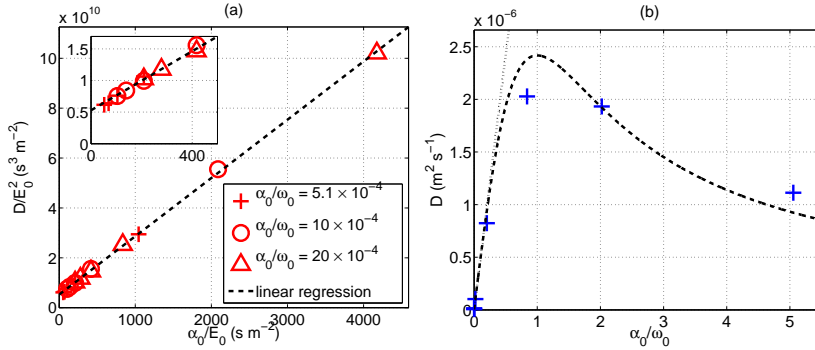 (a)
x 10^10
D/E_0^2 (s^3 m^−2)
10
8
6
4
2
0
0 1000 2000 3000 4000
α_0/E_0 (s m^−2)
1.5
1
0.5
0
0 400
α_0/ω_0 = 5.1 × 10^−4
α_0/ω_0 = 10 × 10^−4
α_0/ω_0 = 20 × 10^−4
linear regression
(b)
x 10^−6
D (m^2 s^−1)
2.5
2
1.5
1
0.5
0
0 1 2 3 4 5
α_0/ω_0